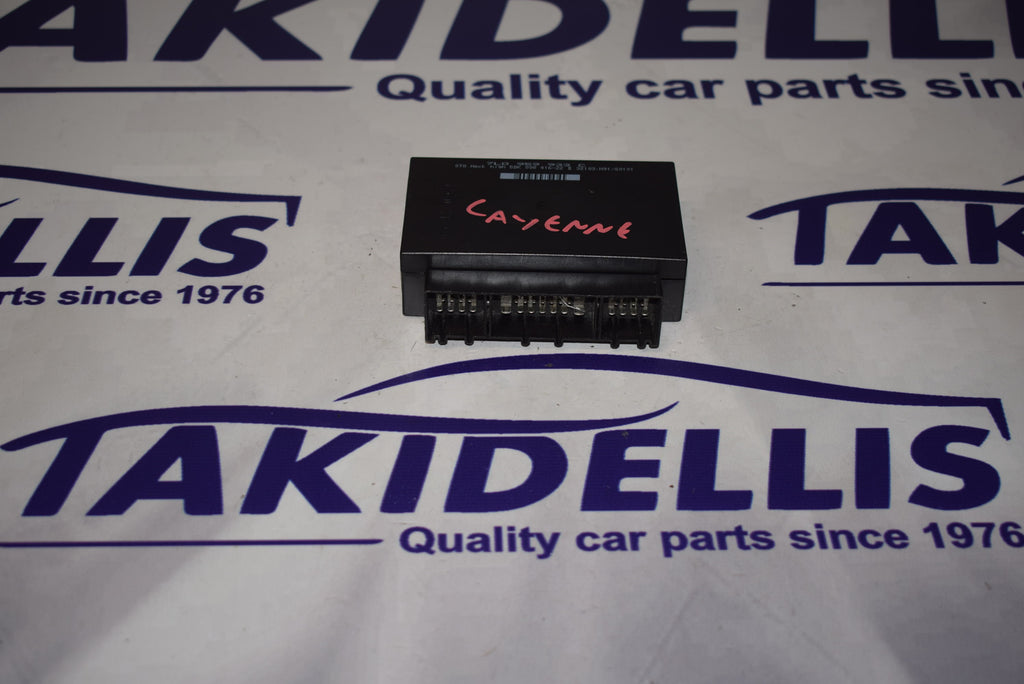 AKIDELLI
Quality car parts sinc
CAYENNE
LLIS
rts since 1976
TAK
TAKIDELLIS
Quality car parts since 1976